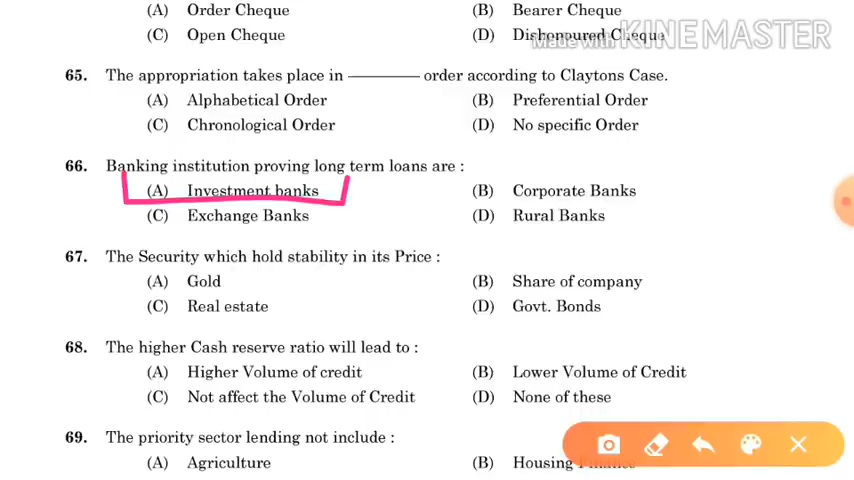 (A) Order Cheque (B) Bearer Cheque
(C) Open Cheque (D) Dishonoured Cheque
Made with KINEMASTER
65. The appropriation takes place in ——— order according to Claytons Case.
(A) Alphabetical Order (B) Preferential Order
(C) Chronological Order (D) No specific Order
66. Banking institution proving long term loans are :
(A) Investment banks (B) Corporate Banks
(C) Exchange Banks (D) Rural Banks
67. The Security which hold stability in its Price :
(A) Gold (B) Share of company
(C) Real estate (D) Govt. Bonds
68. The higher Cash reserve ratio will lead to :
(A) Higher Volume of credit (B) Lower Volume of Credit
(C) Not affect the Volume of Credit (D) None of these
69. The priority sector lending not include :
(A) Agriculture (B) Housing Finance